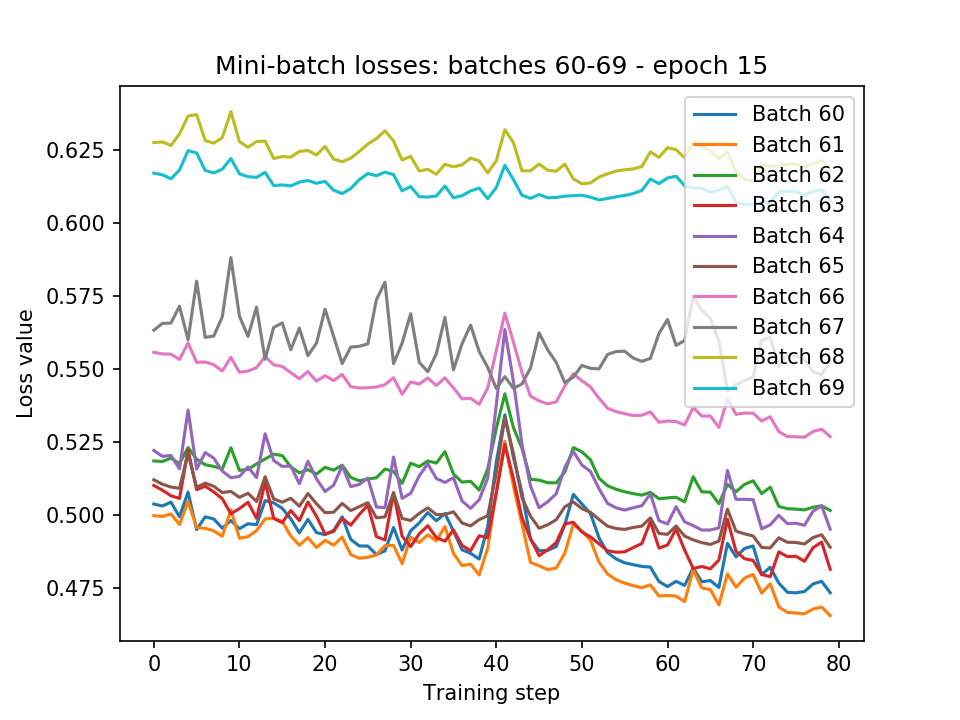 Mini-batch losses: batches 60-69 - epoch 15
Loss value
0.625
0.600
0.575
0.550
0.525
0.500
0.475
Batch 60
Batch 61
Batch 62
Batch 63
Batch 64
Batch 65
Batch 66
Batch 67
Batch 68
Batch 69
0 10 20 30 40 50 60 70 80
Training step